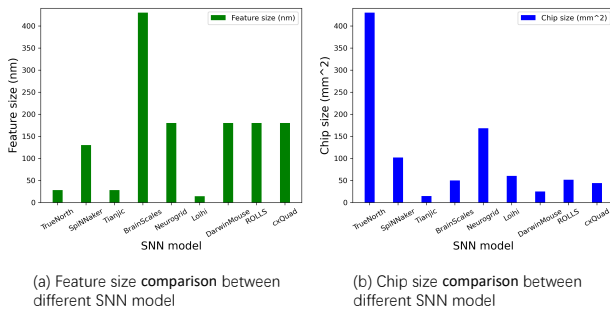 Feature size (nm)
400
350
300
250
200
150
100
50
0
Feature size (nm)
TrueNorth
SpiNNaker
Tianjic
BrainScales
Neurogrid
Loihi
DarwinMouse
ROLLS
cxQuad
SNN model
(a) Feature size comparison between
different SNN model
Chip size (mm^2)
400
350
300
250
200
150
100
50
0
Chip size (mm^2)
TrueNorth
SpiNNaker
Tianjic
BrainScales
Neurogrid
Loihi
DarwinMouse
ROLLS
cxQuad
SNN model
(b) Chip size comparison between
different SNN model